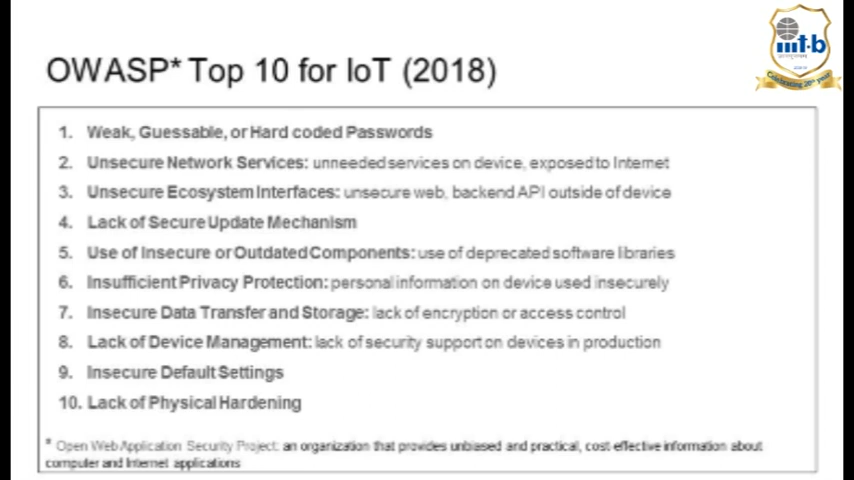 OWASP* Top 10 for IoT (2018)
iiit-b
Celebrating 20th year
1. Weak, Guessable, or Hard coded Passwords
2. Unsecure Network Services: unneeded services on device, exposed to Internet
3. Unsecure Ecosystem Interfaces: unsecure web, backend API outside of device
4. Lack of Secure Update Mechanism
5. Use of Insecure or Outdated Components: use of deprecated software libraries
6. Insufficient Privacy Protection: personal information on device used insecurely
7. Insecure Data Transfer and Storage: lack of encryption or access control
8. Lack of Device Management: lack of security support on devices in production
9. Insecure Default Settings
10. Lack of Physical Hardening
* Open Web Application Security Project: an organization that provides unbiased and practical, cost-effective information about
computer and Internet applications